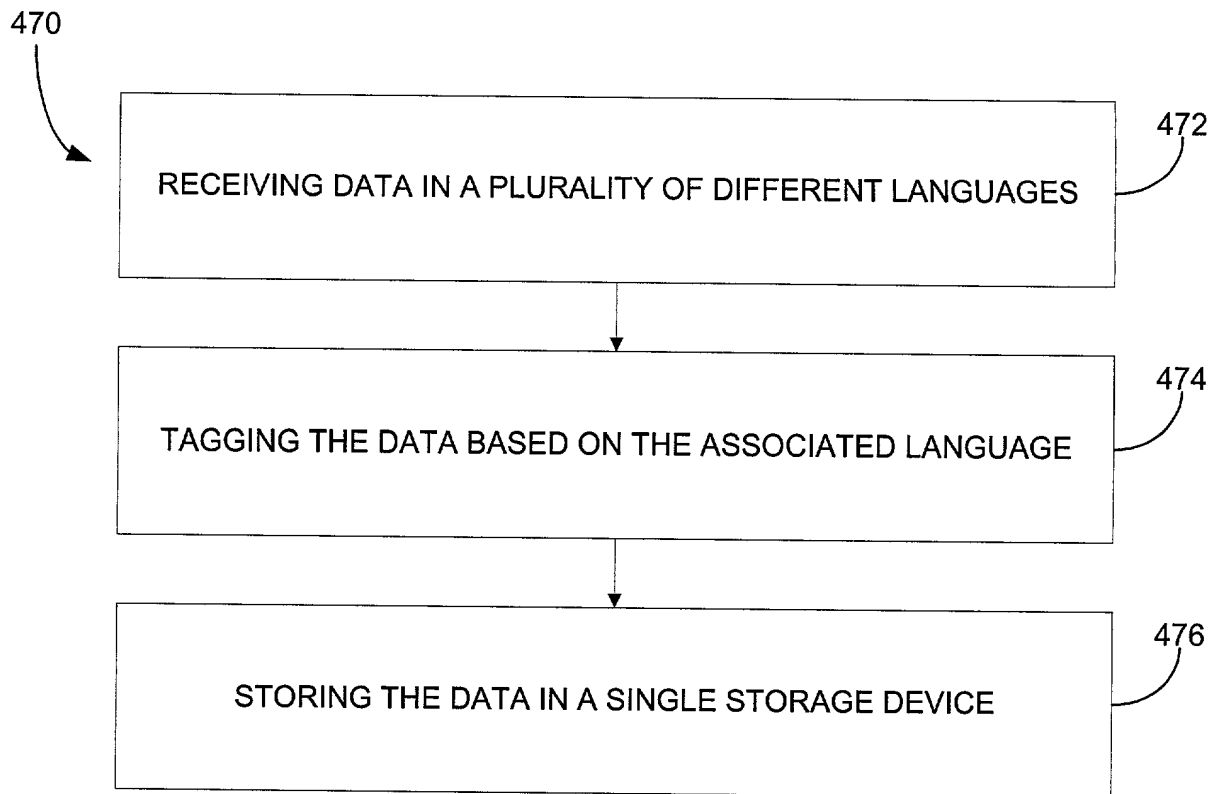 470
472
RECEIVING DATA IN A PLURALITY OF DIFFERENT LANGUAGES
474
TAGGING THE DATA BASED ON THE ASSOCIATED LANGUAGE
476
STORING THE DATA IN A SINGLE STORAGE DEVICE